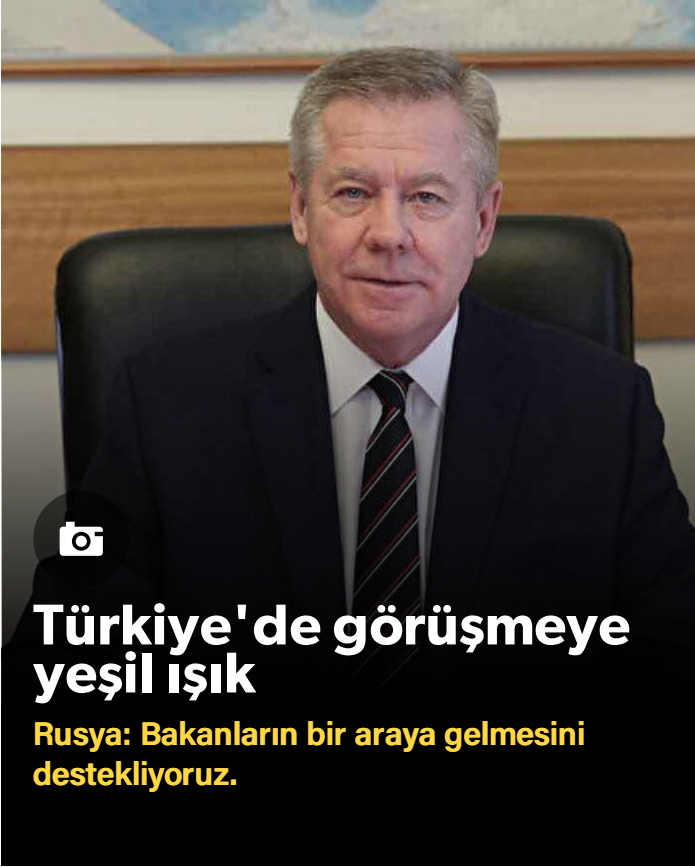 Türkiye'de görüşmeye
yeşil ışık
Rusya: Bakanların bir araya gelmesini
destekliyoruz.